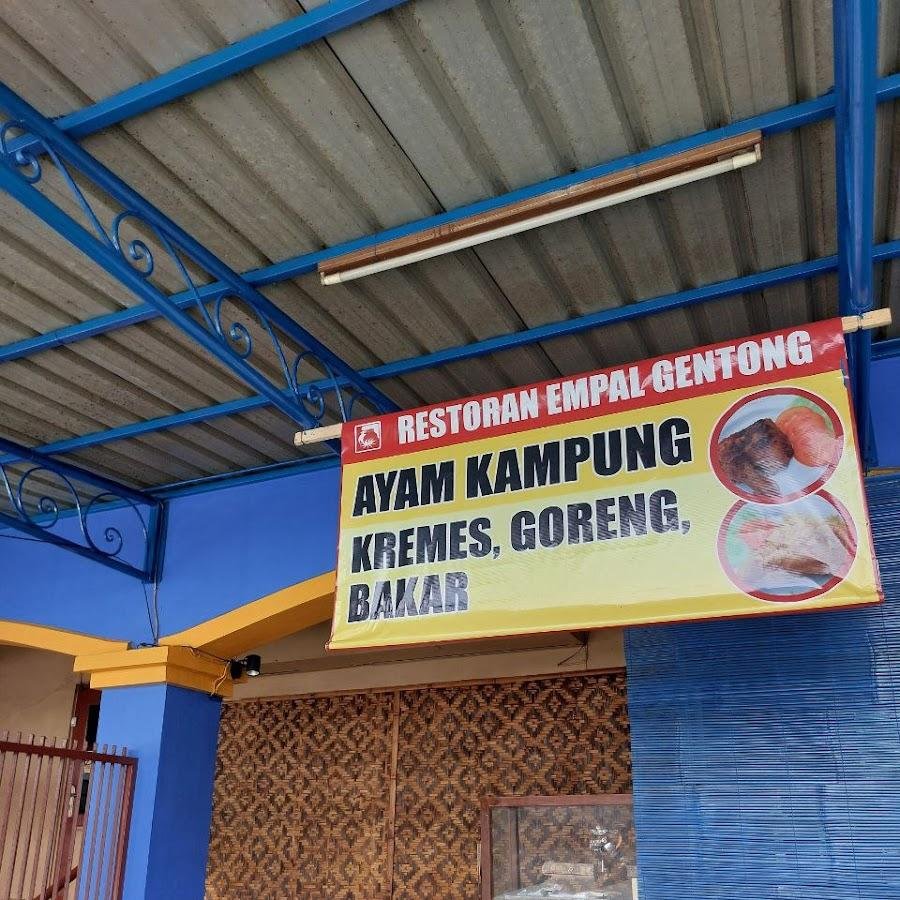 RESTORAN EMPAL GENTONG
AYAM KAMPUNG
KREMES, GORENG,
BAKAR